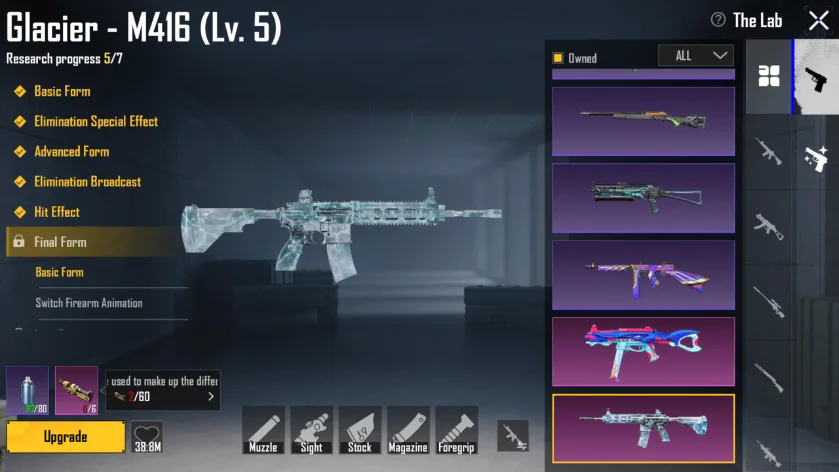 Glacier - M416 (Lv. 5)
? The Lab
Research progress 5/7
Owned
ALL
Basic Form
Elimination Special Effect
Advanced Form
Elimination Broadcast
Hit Effect
Final Form
Basic Form
Switch Firearm Animation
used to make up the differ
/80
0/6
2/60
Upgrade
38.8M
Muzzle
Sight
Stock
Magazine
Foregrip